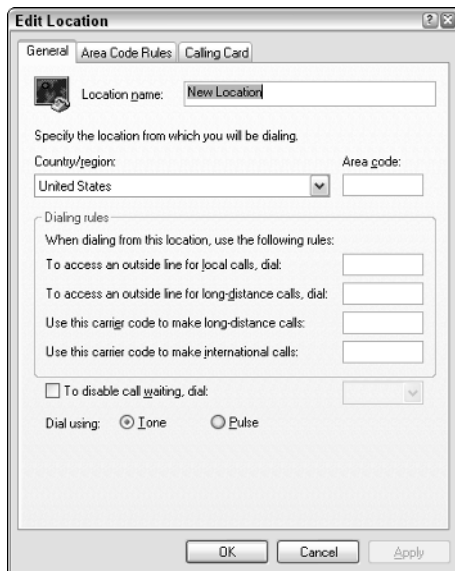 Edit Location
General Area Code Rules Calling Card
Location name: New Location
Specify the location from which you will be dialing.
Country/region: Area code:
United States
Dialing rules
When dialing from this location, use the following rules:
To access an outside line for local calls, dial:
To access an outside line for long-distance calls, dial:
Use this carrier code to make long-distance calls:
Use this carrier code to make international calls:
To disable call waiting, dial:
Dial using: Tone Pulse
OK Cancel Apply